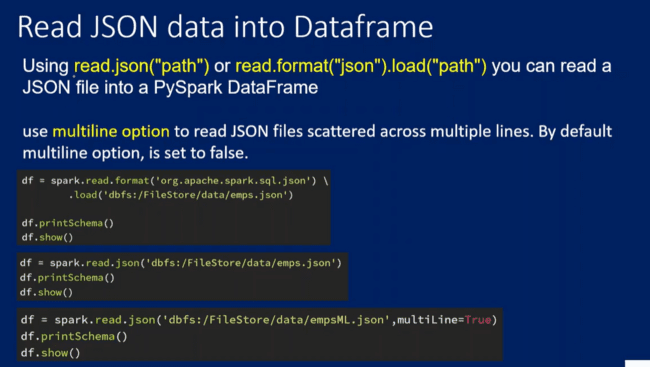 Read JSON data into Dataframe
Using read.json("path") or read.format("json").load("path") you can read a
JSON file into a PySpark DataFrame
use multiline option to read JSON files scattered across multiple lines. By default
multiline option, is set to false.
df = spark.read.format('org.apache.spark.sql.json') \
.load('dbfs:/FileStore/data/emps.json')
df.printSchema()
df.show()
df = spark.read.json('dbfs:/FileStore/data/emps.json')
df.printSchema()
df.show()
df = spark.read.json('dbfs:/FileStore/data/empsML.json',multiLine=True)
df.printSchema()
df.show()